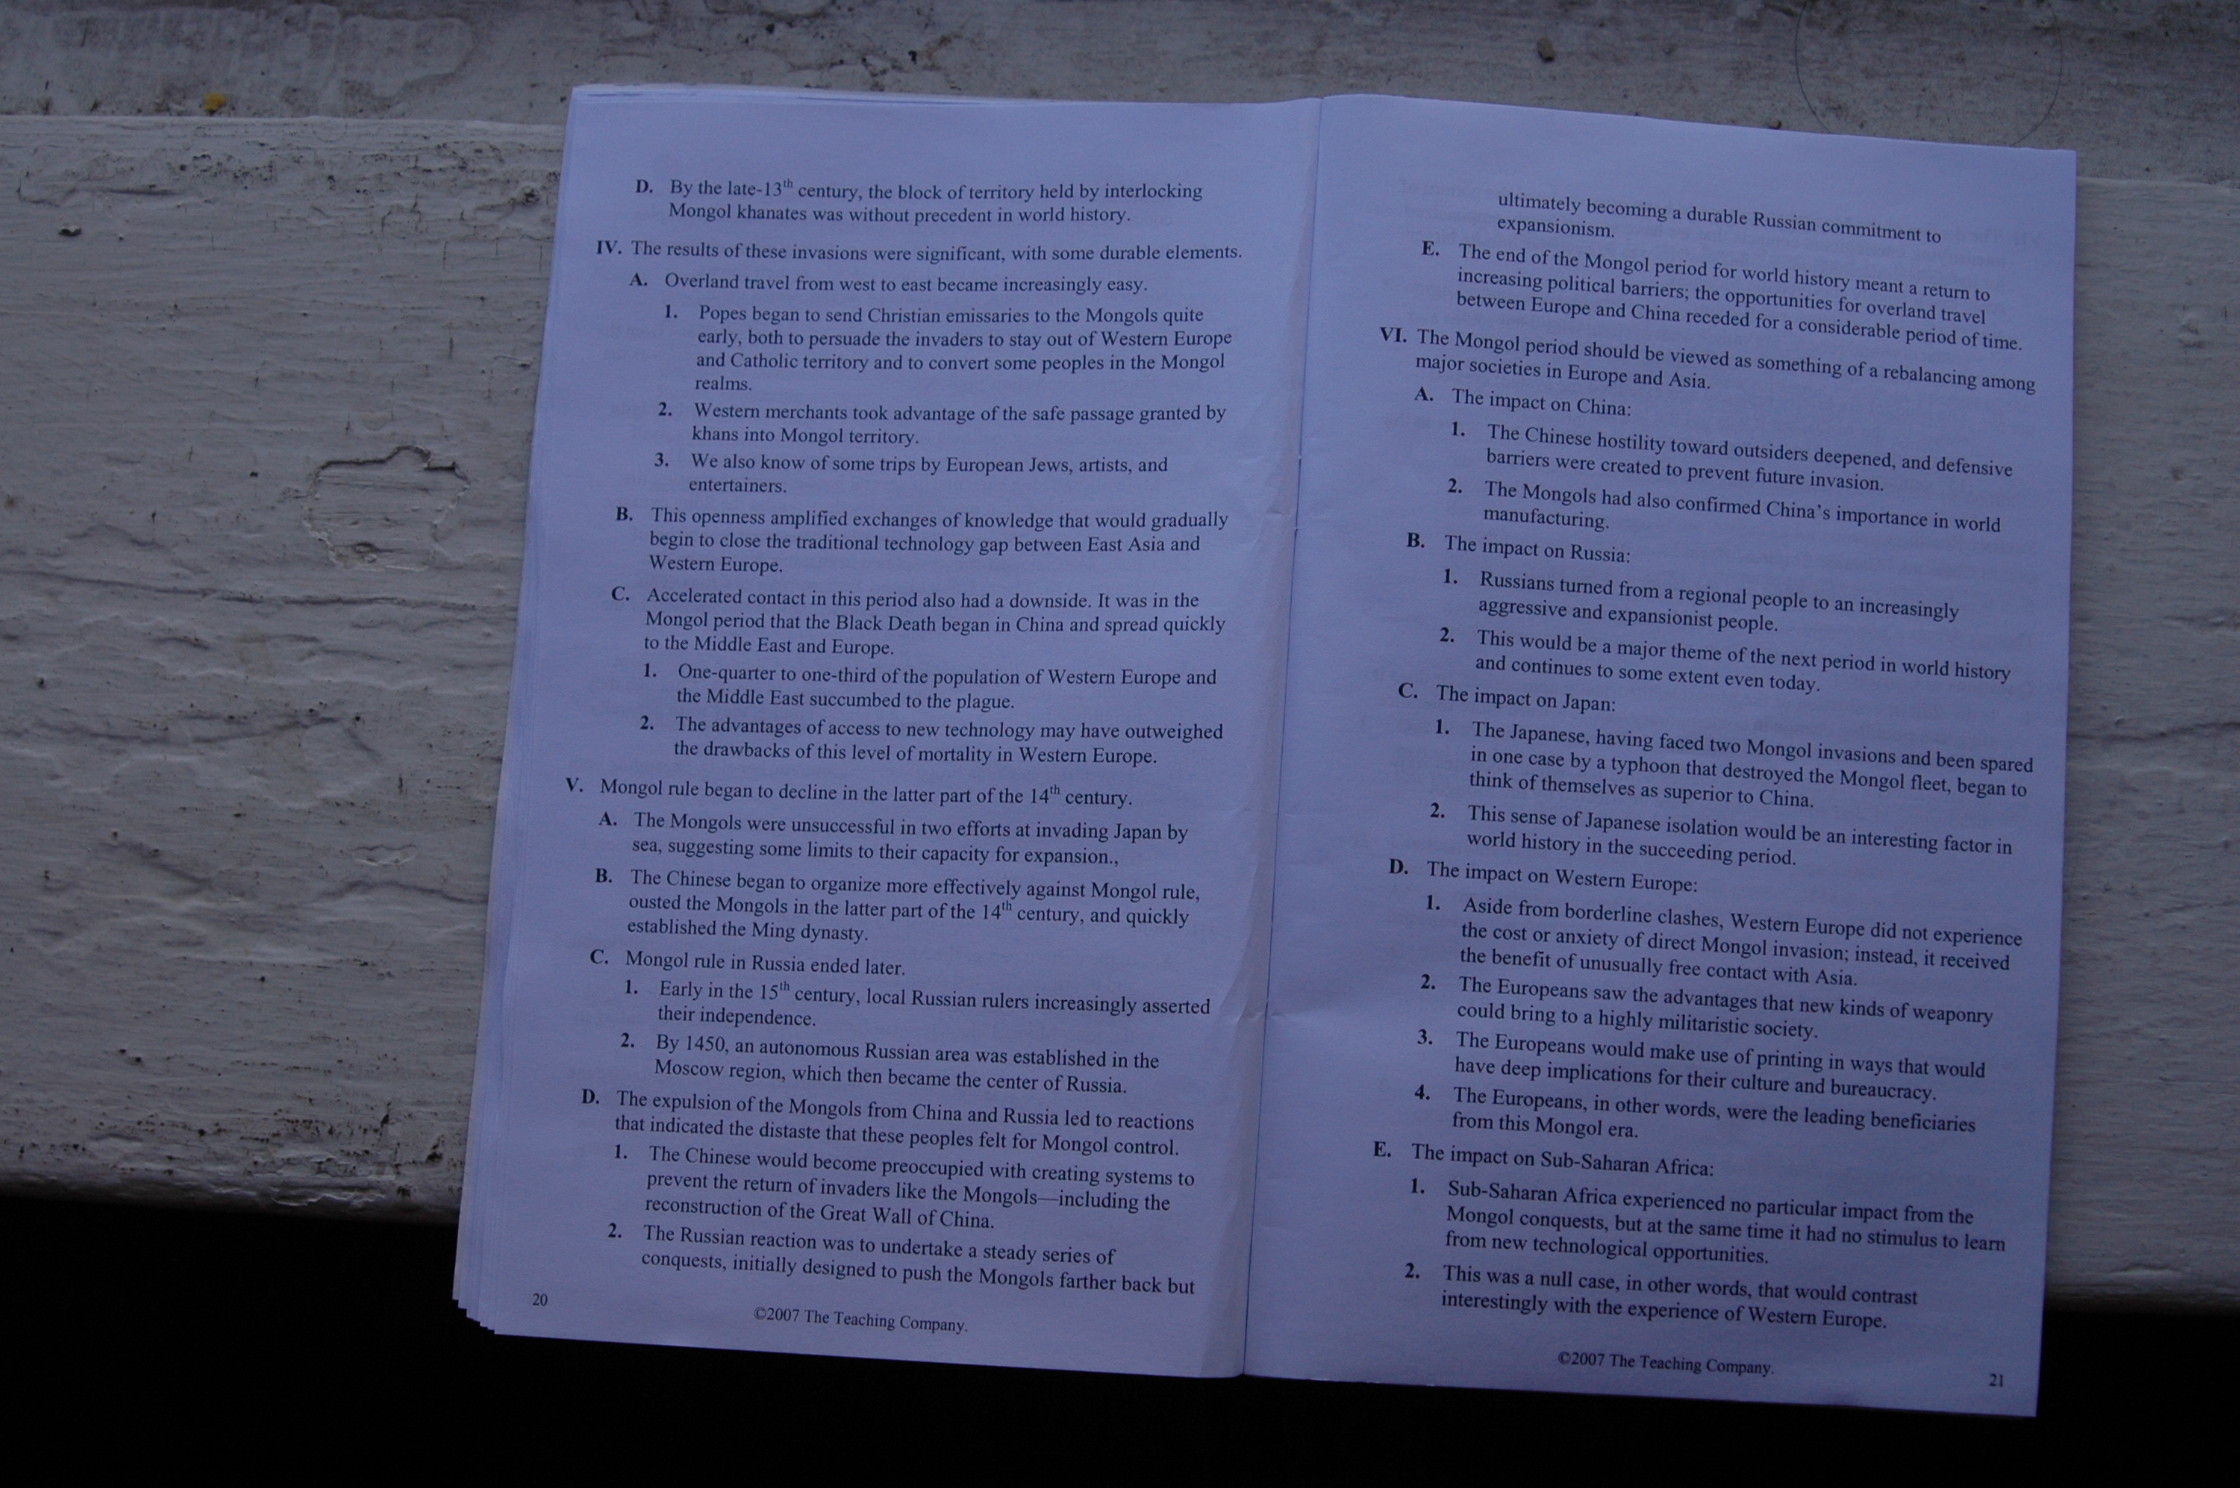 D. By the late-13th century, the block of territory held by interlocking
Mongol khanates was without precedent in world history.
IV. The results of these invasions were significant, with some durable elements.
A. Overland travel from west to east became increasingly easy.
1. Popes began to send Christian emissaries to the Mongols quite
early, both to persuade the invaders to stay out of Western Europe
and Catholic territory and to convert some peoples in the Mongol
realms.
2. Western merchants took advantage of the safe passage granted by
khans into Mongol territory.
3. We also know of some trips by European Jews, artists, and
entertainers.
B. This openness amplified exchanges of knowledge that would gradually
begin to close the traditional technology gap between East Asia and
Western Europe.
C. Accelerated contact in this period also had a downside. It was in the
Mongol period that the Black Death began in China and spread quickly
to the Middle East and Europe.
1. One-quarter to one-third of the population of Western Europe and
the Middle East succumbed to the plague.
2. The advantages of access to new technology may have outweighed
the drawbacks of this level of mortality in Western Europe.
V. Mongol rule began to decline in the latter part of the 14th century.
A. The Mongols were unsuccessful in two efforts at invading Japan by
sea, suggesting some limits to their capacity for expansion.,
B. The Chinese began to organize more effectively against Mongol rule,
ousted the Mongols in the latter part of the 14th century, and quickly
established the Ming dynasty.
C. Mongol rule in Russia ended later.
1. Early in the 15th century, local Russian rulers increasingly asserted
their independence.
2. By 1450, an autonomous Russian area was established in the
Moscow region, which then became the center of Russia.
D. The expulsion of the Mongols from China and Russia led to reactions
that indicated the distaste that these peoples felt for Mongol control.
1. The Chinese would become preoccupied with creating systems to
prevent the return of invaders like the Mongols—including the
reconstruction of the Great Wall of China.
2. The Russian reaction was to undertake a steady series of
conquests, initially designed to push the Mongols farther back but
20
©2007 The Teaching Company.
ultimately becoming a durable Russian commitment to
expansionism.
E. The end of the Mongol period for world history meant a return to
increasing political barriers; the opportunities for overland travel
between Europe and China receded for a considerable period of time.
VI. The Mongol period should be viewed as something of a rebalancing among
major societies in Europe and Asia.
A. The impact on China:
1. The Chinese hostility toward outsiders deepened, and defensive
barriers were created to prevent future invasion.
2. The Mongols had also confirmed China's importance in world
manufacturing.
B. The impact on Russia:
1. Russians turned from a regional people to an increasingly
aggressive and expansionist people.
2. This would be a major theme of the next period in world history
and continues to some extent even today.
C. The impact on Japan:
1. The Japanese, having faced two Mongol invasions and been spared
in one case by a typhoon that destroyed the Mongol fleet, began to
think of themselves as superior to China.
2. This sense of Japanese isolation would be an interesting factor in
world history in the succeeding period.
D. The impact on Western Europe:
1. Aside from borderline clashes, Western Europe did not experience
the cost or anxiety of direct Mongol invasion; instead, it received
the benefit of unusually free contact with Asia.
2. The Europeans saw the advantages that new kinds of weaponry
could bring to a highly militaristic society.
3. The Europeans would make use of printing in ways that would
have deep implications for their culture and bureaucracy.
4. The Europeans, in other words, were the leading beneficiaries
from this Mongol era.
E. The impact on Sub-Saharan Africa:
1. Sub-Saharan Africa experienced no particular impact from the
Mongol conquests, but at the same time it had no stimulus to learn
from new technological opportunities.
2. This was a null case, in other words, that would contrast
interestingly with the experience of Western Europe.
©2007 The Teaching Company.
21